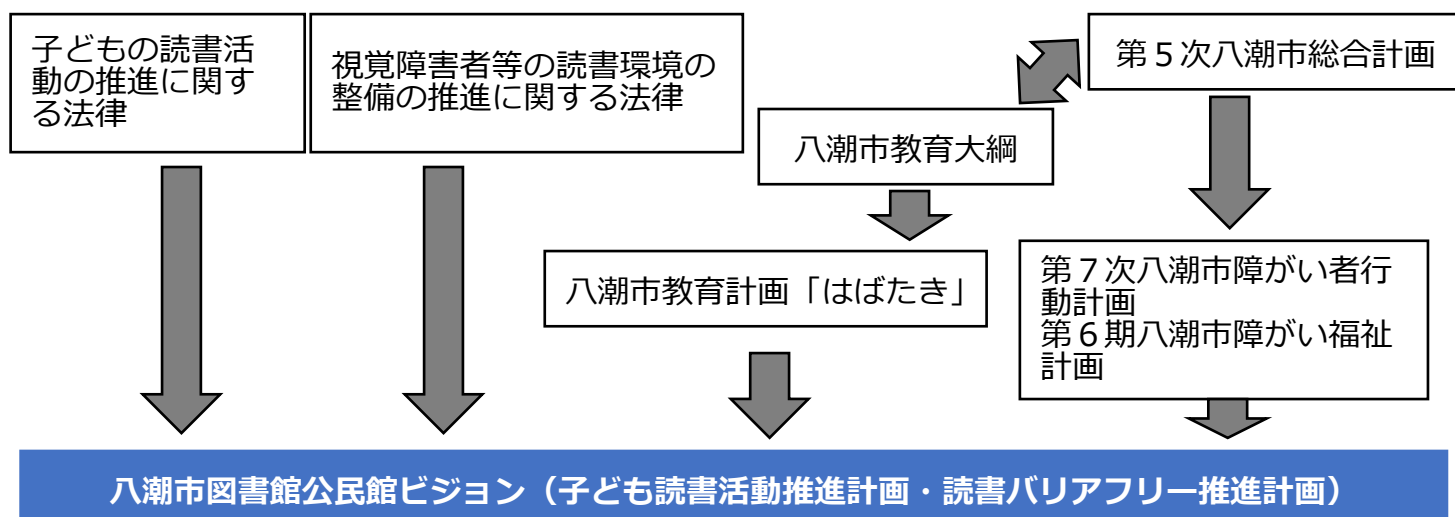 子どもの読書活
動の推進に関す
る法律
視覚障害者等の読書環境の
整備の推進に関する法律
第５次八潮市総合計画
八潮市教育大綱
八潮市教育計画「はばたき」
第７次八潮市障がい者行
動計画
第６期八潮市障がい福祉
計画
八潮市図書館公民館ビジョン（子ども読書活動推進計画・読書バリアフリー推進計画）